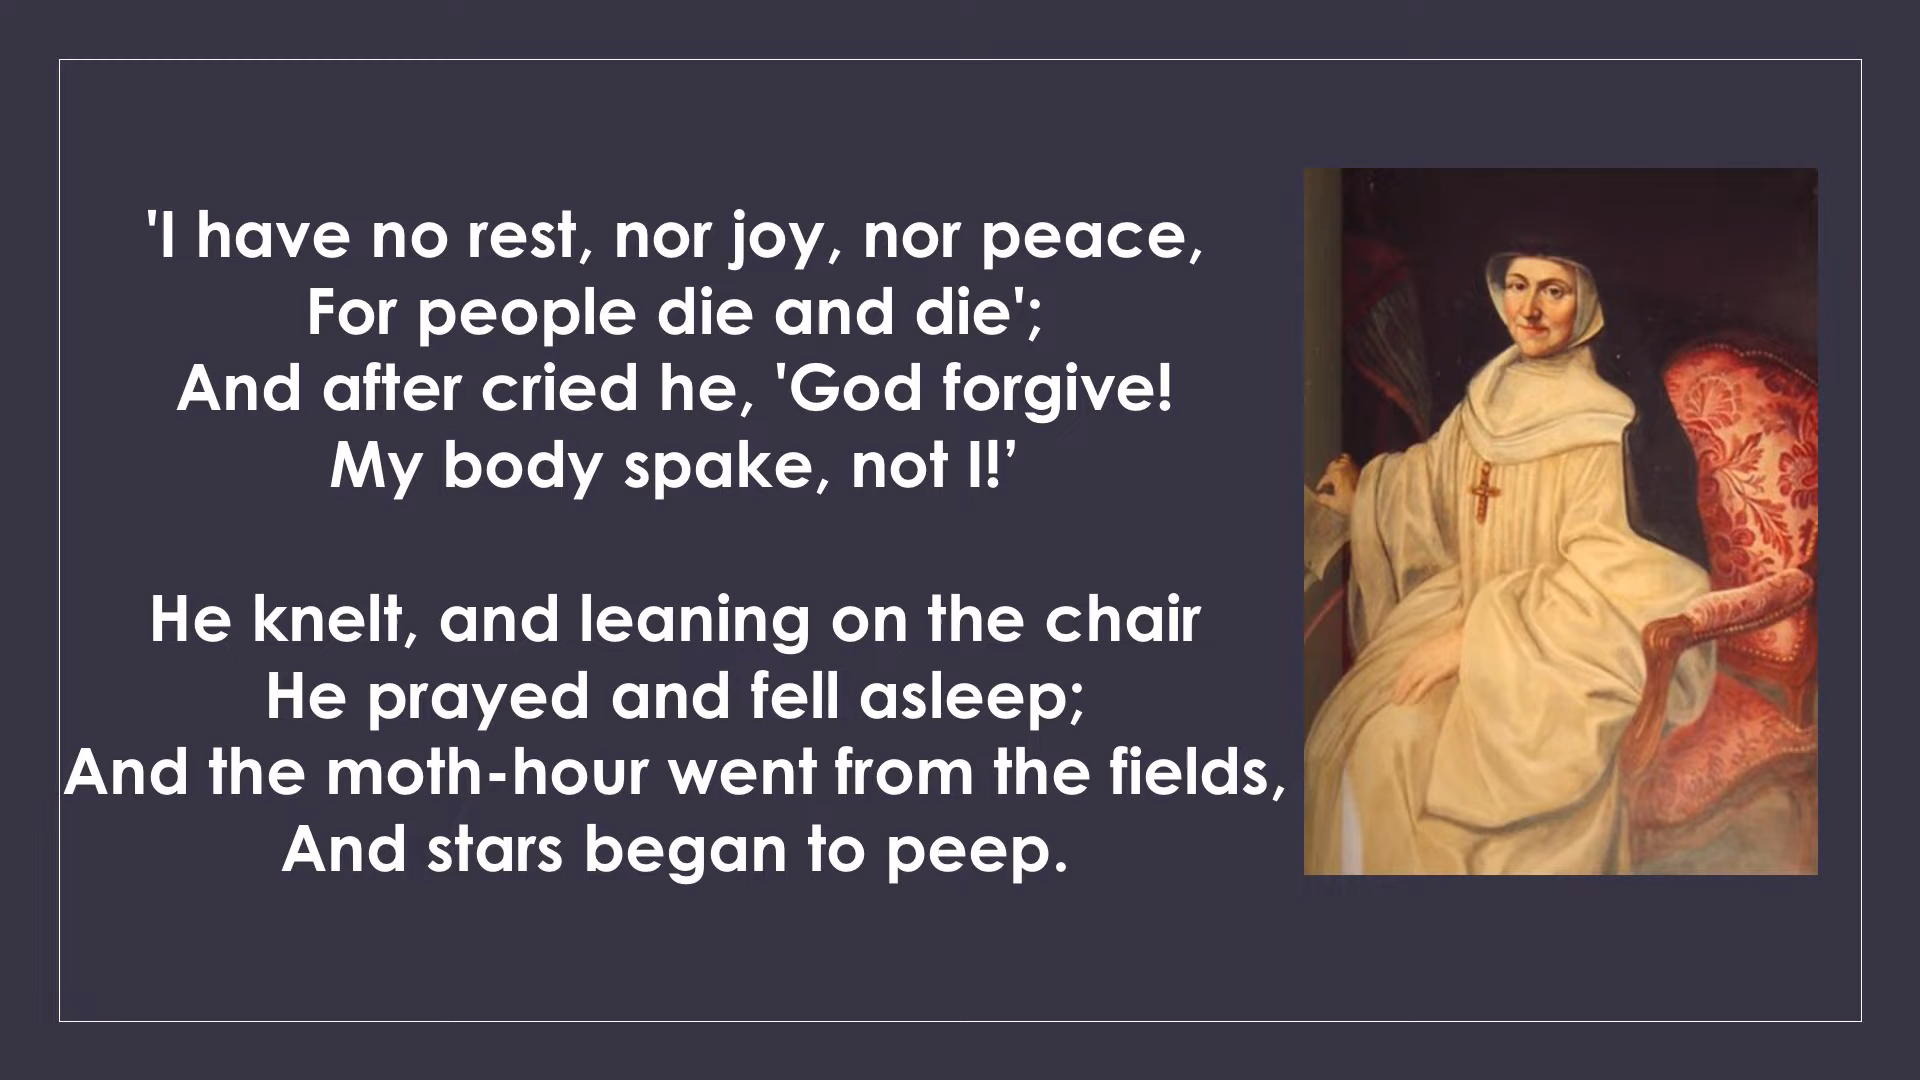 'I have no rest, nor joy, nor peace,
For people die and die';
And after cried he, 'God forgive!
My body spake, not I!’
He knelt, and leaning on the chair
He prayed and fell asleep;
And the moth-hour went from the fields,
And stars began to peep.